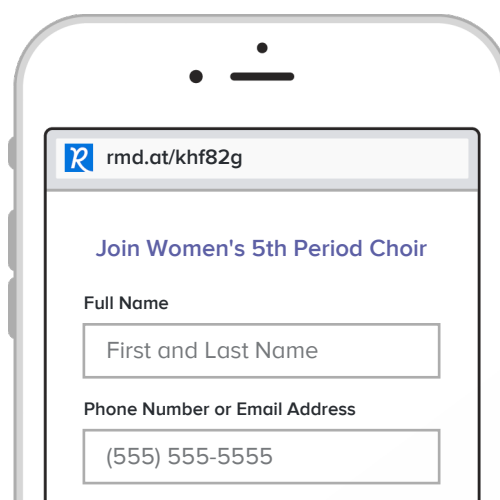 rmd.at/khf82g
Join Women's 5th Period Choir
Full Name
First and Last Name
Phone Number or Email Address
(555) 555-5555